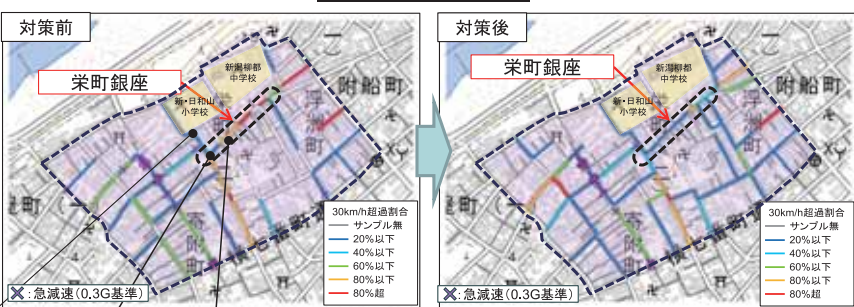 対策前
栄町銀座
新潟柳都
中学校
新・日和山
小学校
附船町
寄附町
30km/h超過割合
サンプル無
20%以下
40%以下
60%以下
80%以下
80%超
×:急減速(0.3G基準)
対策後
栄町銀座
新潟柳都
中学校
新・日和山
小学校
附船町
寄附町
30km/h超過割合
サンプル無
20%以下
40%以下
60%以下
80%以下
80%超
×:急減速(0.3G基準)